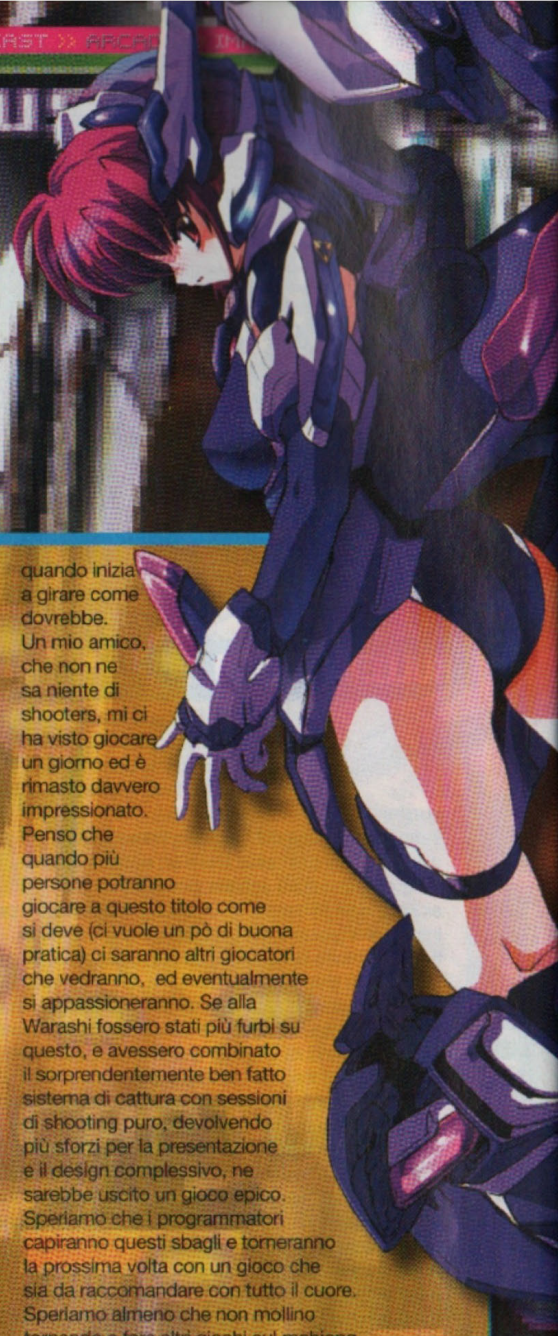 AST >> ARCAD
US
quando inizia
a girare come
dovrebbe.
Un mio amico,
che non ne
sa niente di
shooters, mi ci
ha visto giocare
un giorno ed è
rimasto davvero
impressionato.
Penso che
quando più
persone potranno
giocare a questo titolo come
si deve (ci vuole un pò di buona
pratica) ci saranno altri giocatori
che vedranno, ed eventualmente
si appassioneranno. Se alla
Warashi fossero stati più furbi su
questo, e avessero combinato
il sorprendentemente ben fatto
sistema di cattura con sessioni
di shooting puro, devolvendo
più sforzi per la presentazione
e il design complessivo, ne
sarebbe uscito un gioco epico.
Speriamo che i programmatori
capiranno questi sbagli e torneranno
la prossima volta con un gioco che
sia da raccomandare con tutto il cuore.
Speriamo almeno che non mollino